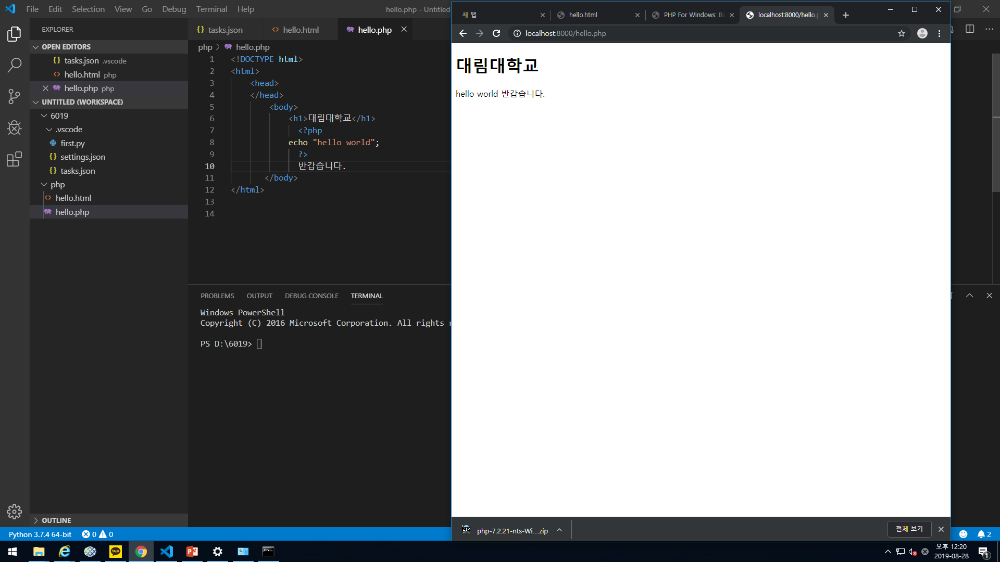 File Edit Selection View Go Debug Terminal Help
hello.php - Untitled
EXPLORER
OPEN EDITORS
tasks.json .vscode
hello.html php
hello.php php
UNTITLED (WORKSPACE)
6019
.vscode
first.py
settings.json
tasks.json
php
hello.html
hello.php
OUTLINE
tasks.json hello.html hello.php
php > hello.php
1 <!DOCTYPE html>
2 <html>
3 <head>
4 </head>
5 <body>
6 <h1>대림대학교</h1>
7 <?php
8 echo "hello world";
9 ?>
10 반갑습니다.
11 </body>
12 </html>
13
14
PROBLEMS OUTPUT DEBUG CONSOLE TERMINAL
Windows PowerShell
Copyright (C) 2016 Microsoft Corporation. All rights
PS D:\6019>
새 탭
hello.html
PHP For Windows:
localhost:8000/hello.
localhost:8000/hello.php
대림대학교
hello world 반갑습니다.
ZIP
php-7.2.21-nts-Wi....zip
전체 보기
Python 3.7.4 64-bit 0 0
2
TALK
오후 12:20
2019-08-28
1